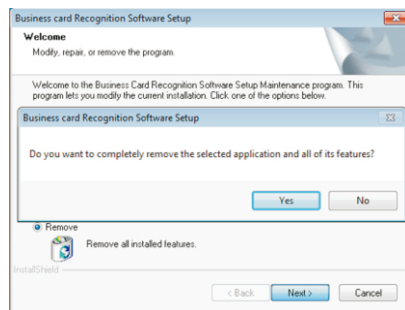 Business card Recognition Software Setup
Welcome
Modify, repair, or remove the program.
Welcome to the Business Card Recognition Software Setup Maintenance program. This
program lets you modify the current installation. Click one of the options below.
Business card Recognition Software Setup
Do you want to completely remove the selected application and all of its features?
Yes No
Remove
Remove all installed features.
InstallShield
< Back Next > Cancel